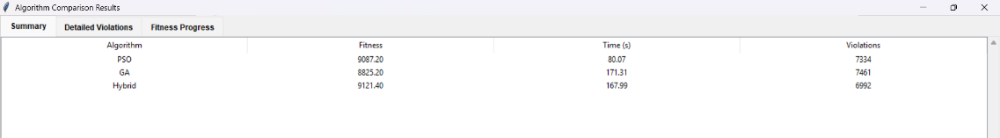 Algorithm Comparison Results
Summary Detailed Violations Fitness Progress
Algorithm Fitness Time (s) Violations
PSO 9087.20 80.07 7334
GA 8825.20 171.31 7461
Hybrid 9121.40 167.99 6992